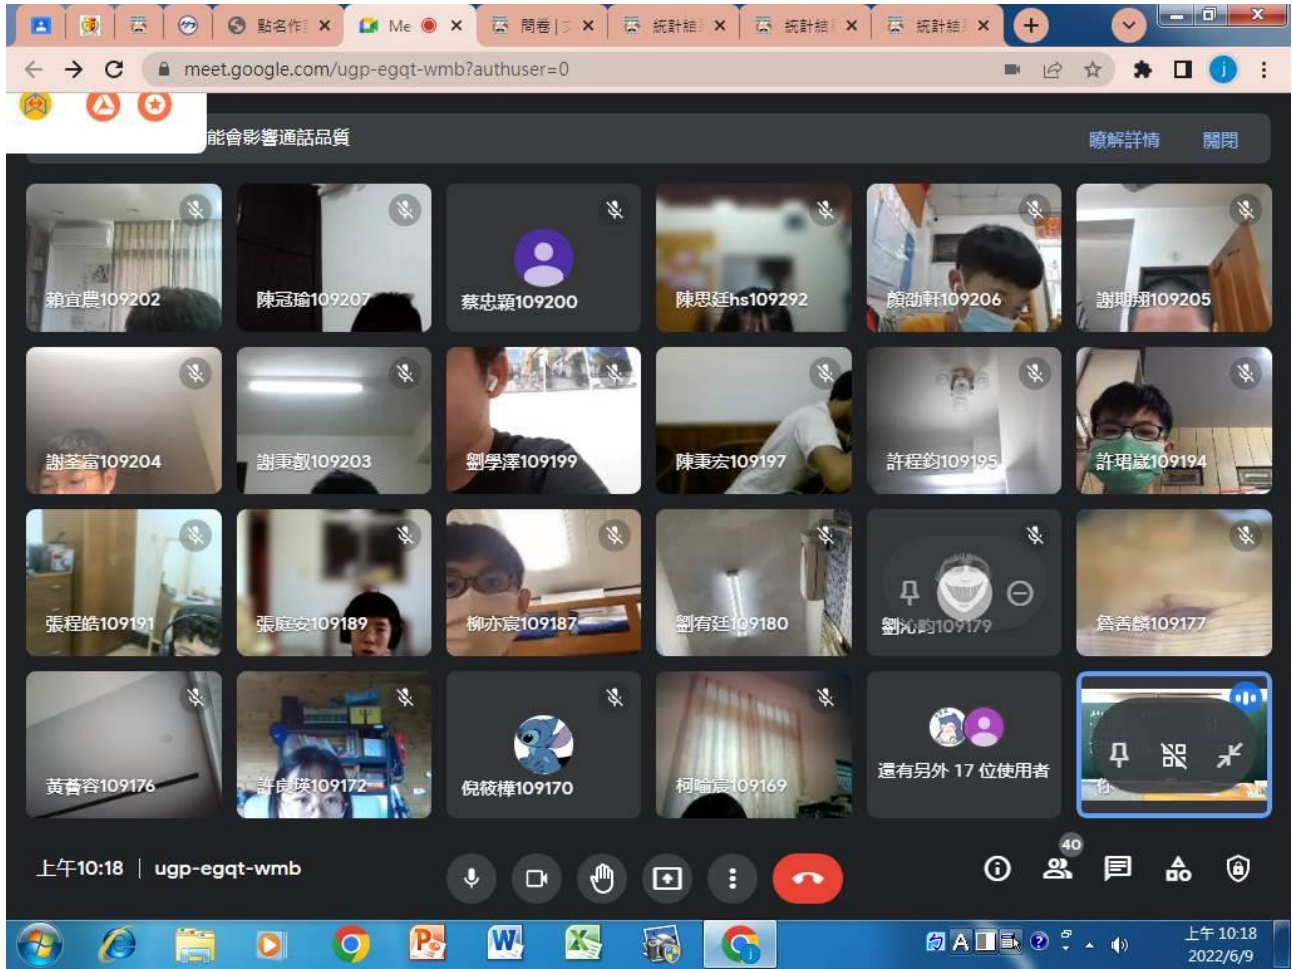 點名作
Me
問卷 | 文
統計結
統計結
統計結
meet.google.com/ugp-egqt-wmb?authuser=0
j
能會影響通話品質
瞭解詳情
關閉
賴宜農109202
陳冠瑜109207
蔡忠穎109200
陳思廷hs109292
顏劭軒109206
謝期翔109205
謝荃富109204
謝秉叡109203
劉學澤109199
陳秉宏109197
許程鈞109195
許珺崴109194
張程皓109191
張庭安109189
柳亦宸109187
劉宥廷109180
劉沁昀109179
詹善麟109177
黃薈容109176
許良瑛109172
倪筱樺109170
柯喻宸109169
還有另外 17 位使用者
你
上午10:18 | ugp-egqt-wmb
40
上午 10:18
2022/6/9